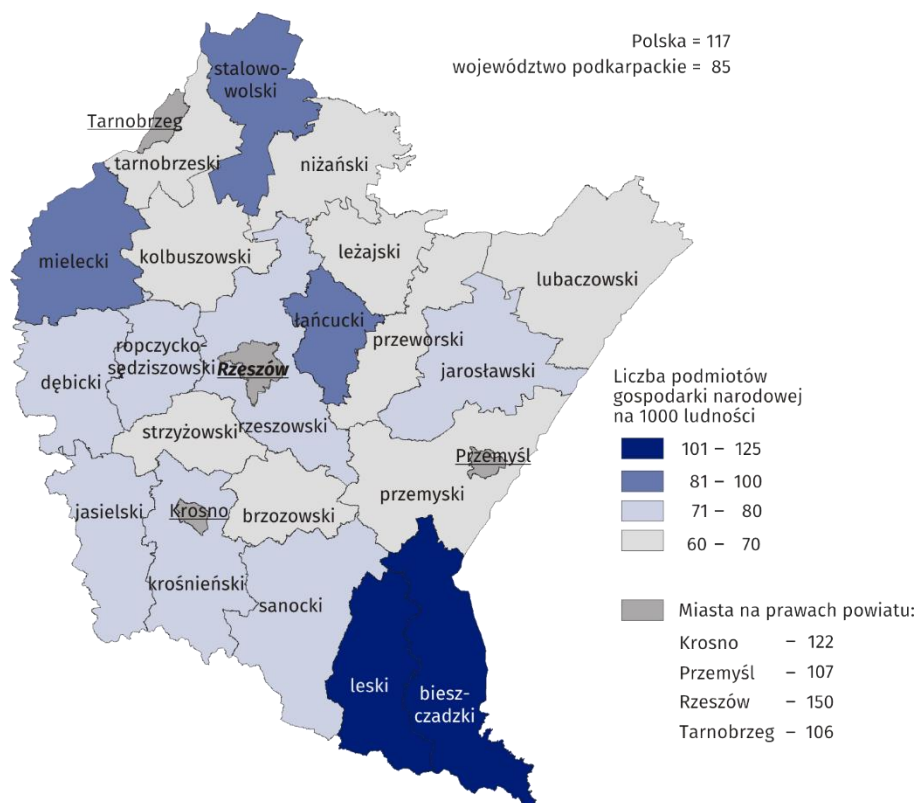 Polska = 117
województwo podkarpackie = 85
stalowo-
wolski
Tarnobrzeg
tarnobrzeski
niżański
mielecki
kolbuszowski
leżajski
lubaczowski
łańcucki
przeworski
ropczycko-
sędziszowski
Rzeszów
dębicki
jarosławski
strzyżowski
rzeszowski
Przemyśl
przemyski
jasielski
Krosno
brzozowski
krośnieński
sanocki
leski
biesz-
czadzki
Liczba podmiotów
gospodarki narodowej
na 1000 ludności
101 – 125
81 – 100
71 – 80
60 – 70
Miasta na prawach powiatu:
Krosno – 122
Przemyśl – 107
Rzeszów – 150
Tarnobrzeg – 106